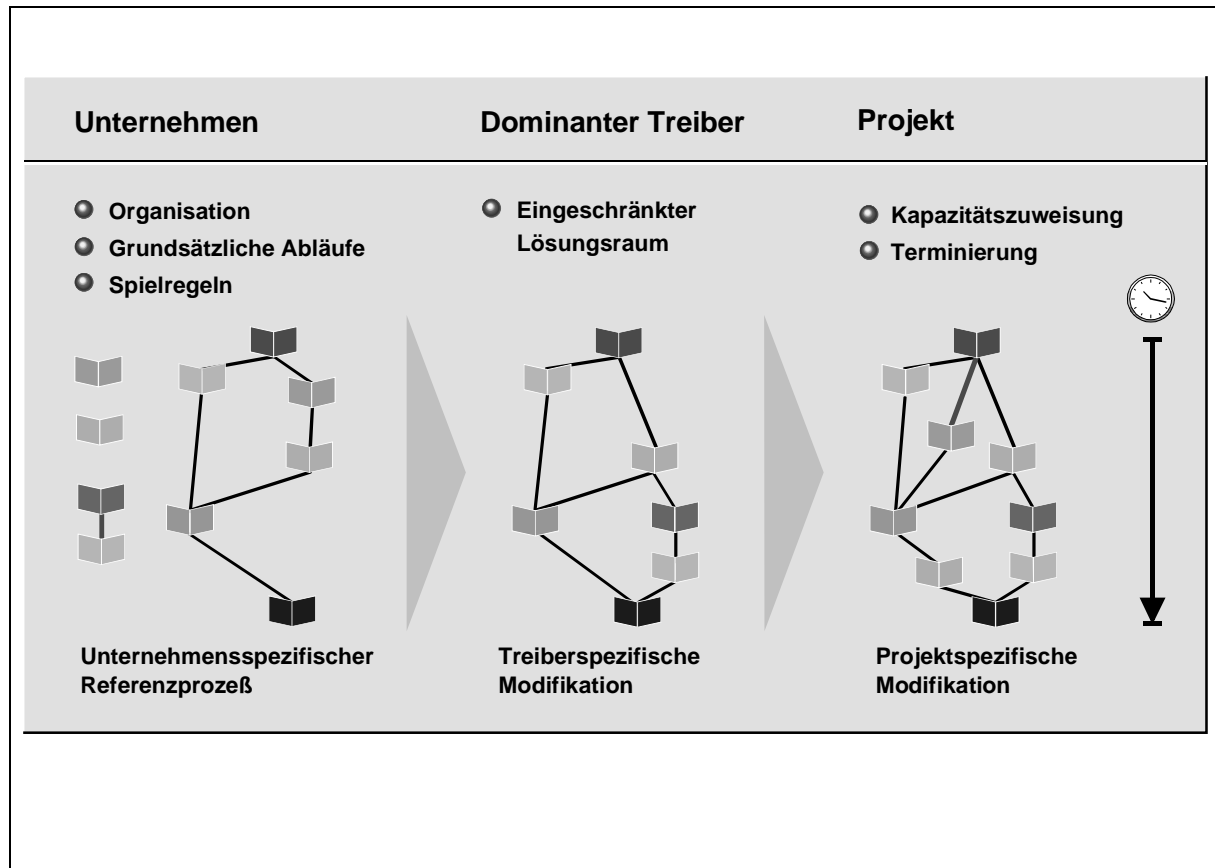 Unternehmen
Dominanter Treiber
Projekt
Organisation
Grundsätzliche Abläufe
Spielregeln
Eingeschränkter
Lösungsraum
Kapazitätszuweisung
Terminierung
Unternehmensspezifischer
Referenzprozeß
Treiberspezifische
Modifikation
Projektspezifische
Modifikation